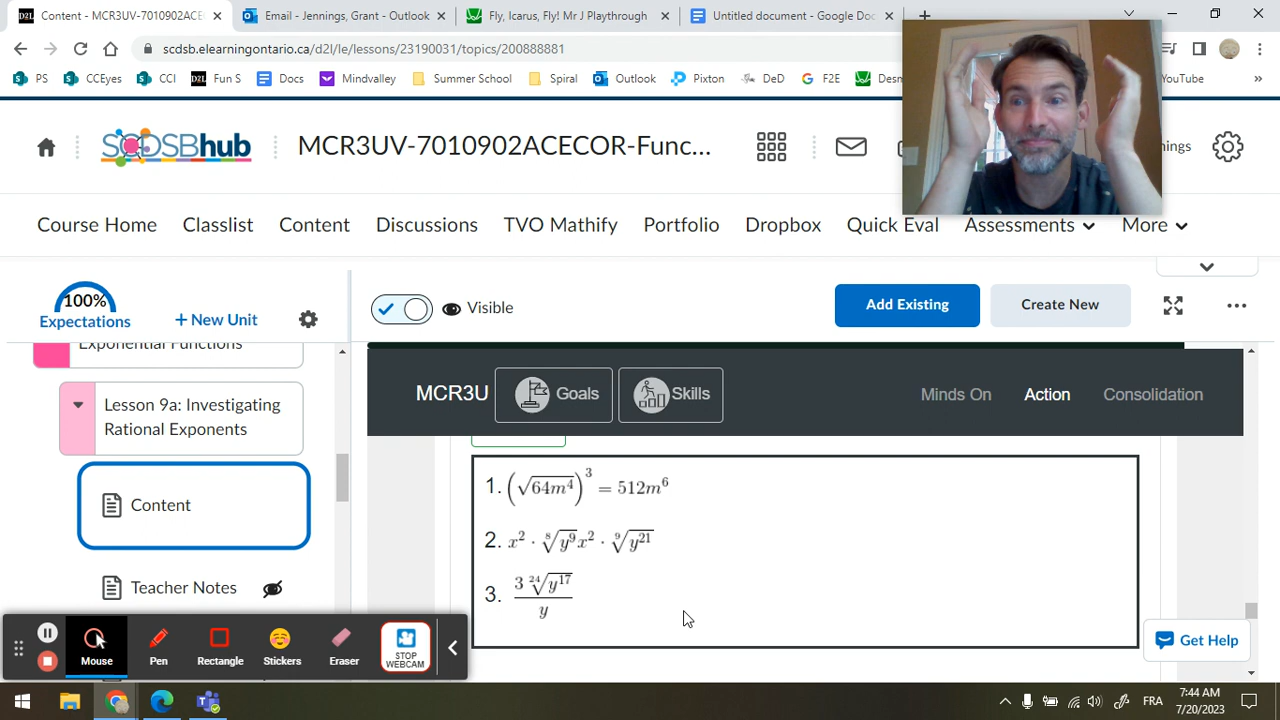 Content - MCR3UV-7010902ACECOR
Email - Jennings, Grant - Outlook
Fly, Icarus, Fly! Mr J Playthrough
Untitled document - Google Doc
scdsb.elearningontario.ca/d2l/le/lessons/23190031/topics/200888881
PS
CCEyes
CCI
D2L
Fun S
Docs
Mindvalley
Summer School
Spiral
Outlook
Pixton
DeD
F2E
Desm
YouTube
SCDSBhub
MCR3UV-7010902ACECOR-Func...
nings
Course Home
Classlist
Content
Discussions
TVO Mathify
Portfolio
Dropbox
Quick Eval
Assessments
More
100%
Expectations
+ New Unit
Visible
Add Existing
Create New
Exponential Functions
Lesson 9a: Investigating
Rational Exponents
Content
Teacher Notes
MCR3U
Goals
Skills
Minds On
Action
Consolidation
1. (√64m⁴)³ = 512m⁶
2. x² · ⁸√y⁹x² · ⁹√y²¹
3. 3 ²⁴√y¹⁷ / y
Mouse
Pen
Rectangle
Stickers
Eraser
STOP
WEBCAM
Get Help
FRA
7:44 AM
7/20/2023